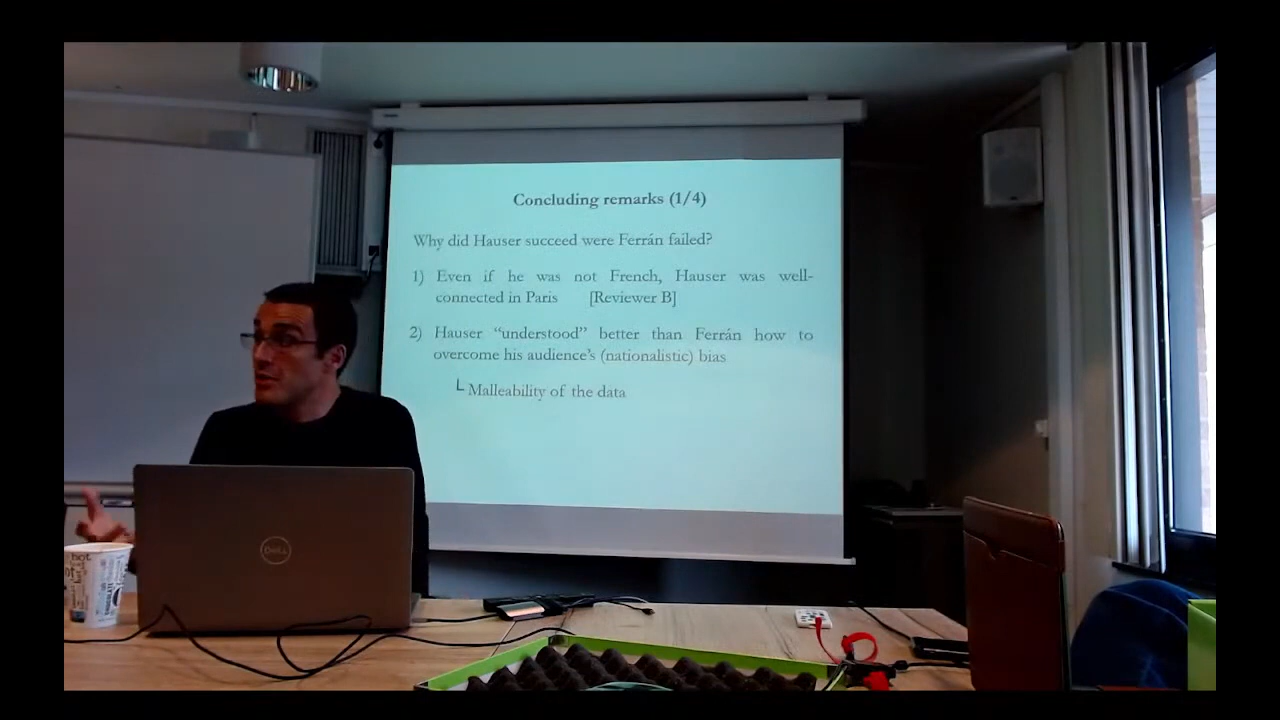 Concluding remarks (1/4)
Why did Hauser succeed were Ferrán failed?
1) Even if he was not French, Hauser was well-
connected in Paris [Reviewer B]
2) Hauser “understood” better than Ferrán how to
overcome his audience’s (nationalistic) bias
└ Malleability of the data
DELL
hot